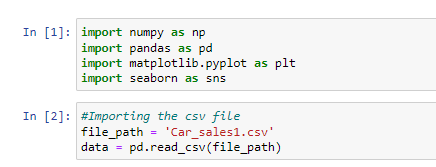 In [1]: import numpy as np
import pandas as pd
import matplotlib.pyplot as plt
import seaborn as sns
In [2]: #Importing the csv file
file_path = 'Car_sales1.csv'
data = pd.read_csv(file_path)